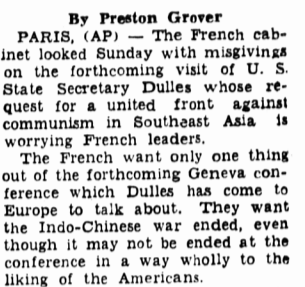 By Preston Grover
PARIS, (AP) — The French cab-
inet looked Sunday with misgivings
on the forthcoming visit of U. S.
State Secretary Dulles whose re-
quest for a united front against
communism in Southeast Asia is
worrying French leaders.
The French want only one thing
out of the forthcoming Geneva con-
ference which Dulles has come to
Europe to talk about. They want
the Indo-Chinese war ended, even
though it may not be ended at the
conference in a way wholly to the
liking of the Americans.